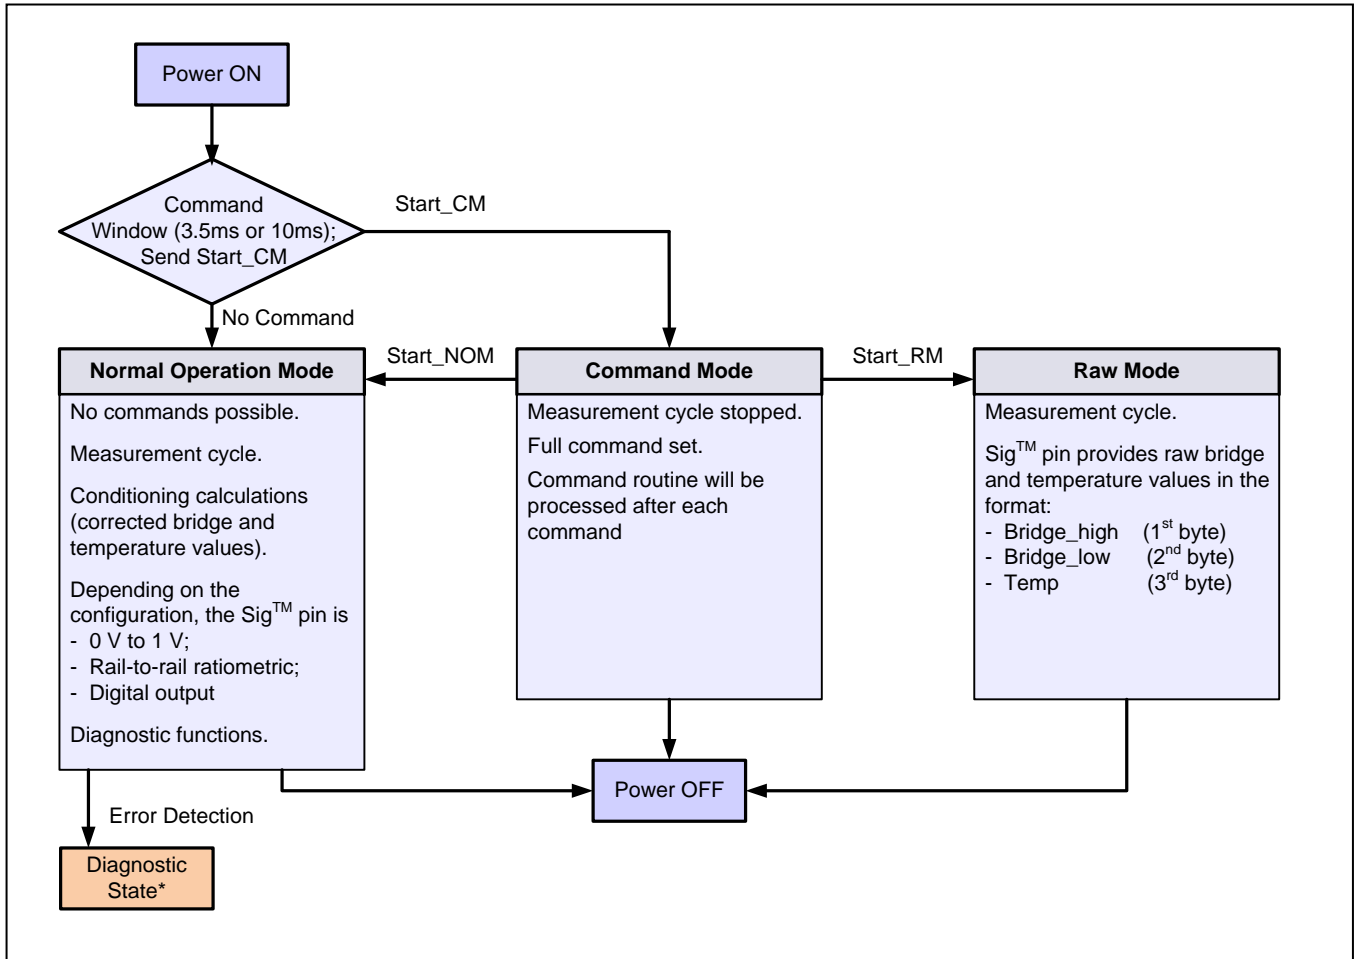 Power ON
Command
Window (3.5ms or 10ms);
Send Start_CM
Start_CM
No Command
Start_NOM
Start_RM
Normal Operation Mode
No commands possible.
Measurement cycle.
Conditioning calculations
(corrected bridge and
temperature values).
Depending on the
configuration, the Sig™ pin is
- 0 V to 1 V;
- Rail-to-rail ratiometric;
- Digital output
Diagnostic functions.
Command Mode
Measurement cycle stopped.
Full command set.
Command routine will be
processed after each
command
Raw Mode
Measurement cycle.
Sig™ pin provides raw bridge
and temperature values in the
format:
- Bridge_high (1st byte)
- Bridge_low (2nd byte)
- Temp (3rd byte)
Power OFF
Error Detection
Diagnostic
State*